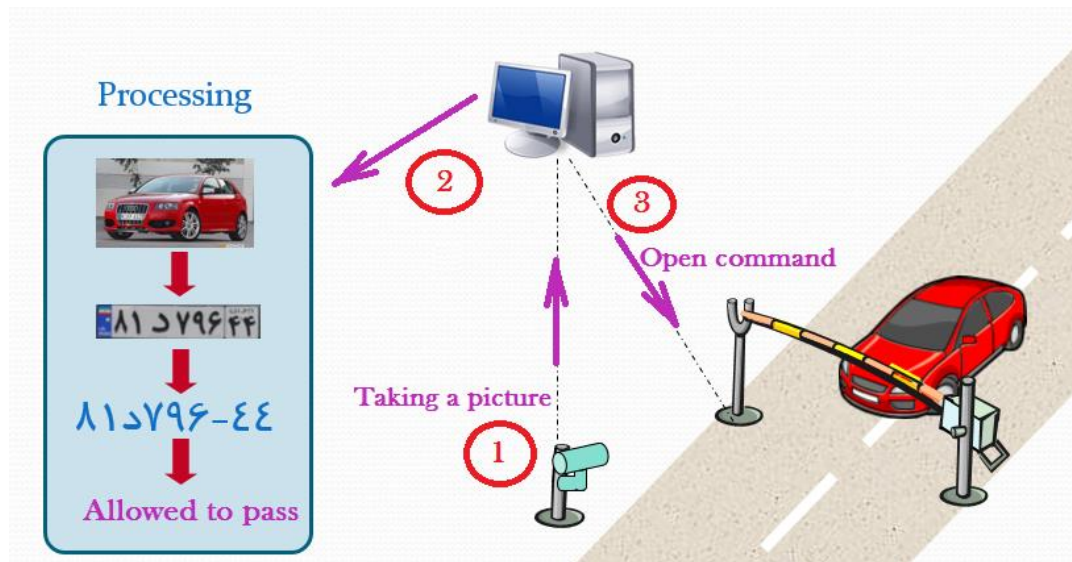 Processing
2
3
Open command
۸۱ د ۷۹۶ ۴۴
Taking a picture
۸۱د۷۹۶-٤٤
1
Allowed to pass